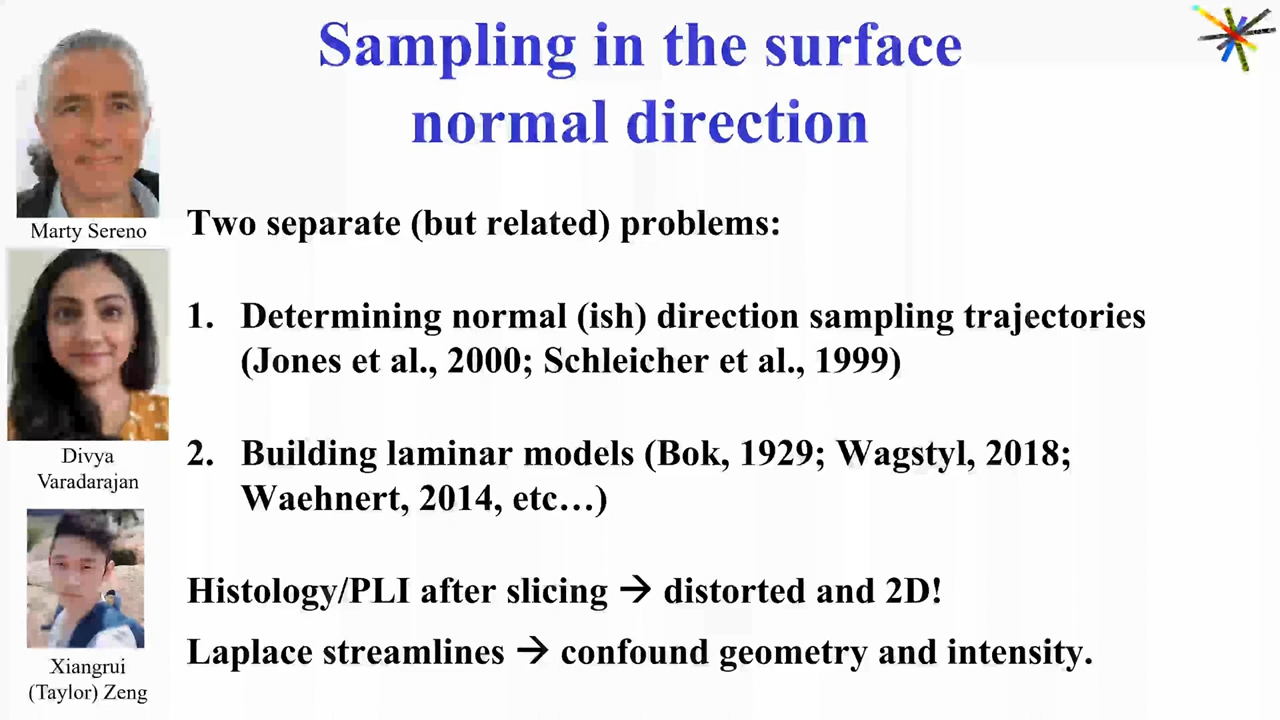 Sampling in the surface
normal direction
Marty Sereno
Two separate (but related) problems:
1. Determining normal (ish) direction sampling trajectories
(Jones et al., 2000; Schleicher et al., 1999)
Divya
Varadarajan
2. Building laminar models (Bok, 1929; Wagstyl, 2018;
Waehnert, 2014, etc…)
Histology/PLI after slicing → distorted and 2D!
Laplace streamlines → confound geometry and intensity.
Xiangrui
(Taylor) Zeng